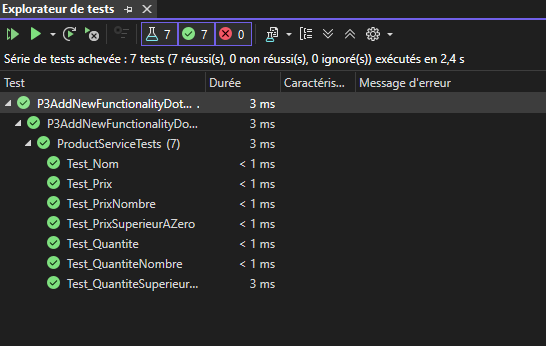 Explorateur de tests
7 7 0
Série de tests achevée : 7 tests (7 réussi(s), 0 non réussi(s), 0 ignoré(s)) exécutés en 2,4 s
Test Durée Caractéris... Message d'erreur
P3AddNewFunctionalityDot... . 3 ms
P3AddNewFunctionalityDo... 3 ms
ProductServiceTests (7) 3 ms
Test_Nom < 1 ms
Test_Prix < 1 ms
Test_PrixNombre < 1 ms
Test_PrixSuperieurAZero < 1 ms
Test_Quantite < 1 ms
Test_QuantiteNombre < 1 ms
Test_QuantiteSuperieur... 3 ms